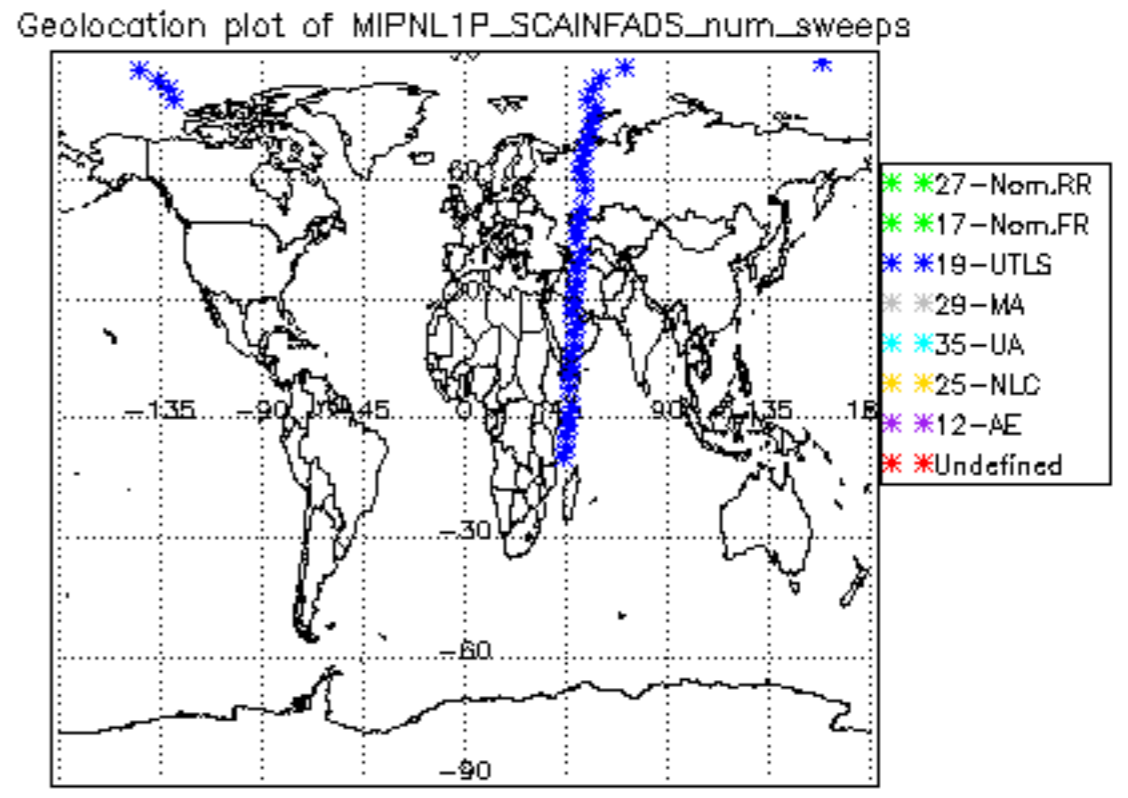 Geolocation plot of MIPNL1P_SCAINFADS_num_sweeps
60
27-Nom.RR
17-Nom.FR
19-UTLS
29-MA
35-UA
25-NLC
12-AE
Undefined
-135 -90 -45 0 45 90 135
-30
-60
-90